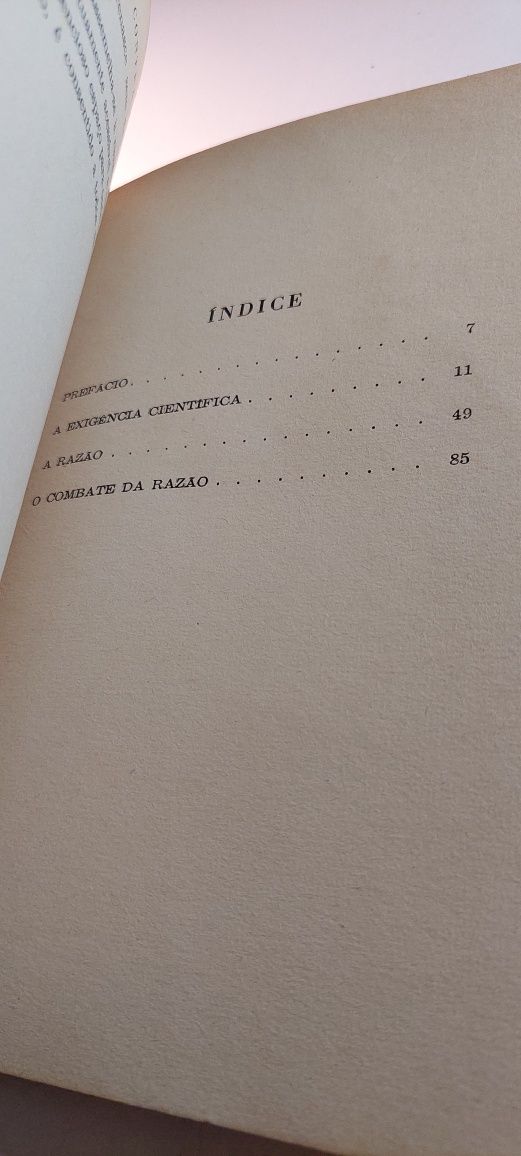 ÍNDICE
PREFÁCIO . . . . . . . . . . . . . . . . 7
A EXIGÊNCIA CIENTÍFICA . . . . . . . . . 11
A RAZÃO . . . . . . . . . . . . . . . 49
O COMBATE DA RAZÃO . . . . . . . . . . 85